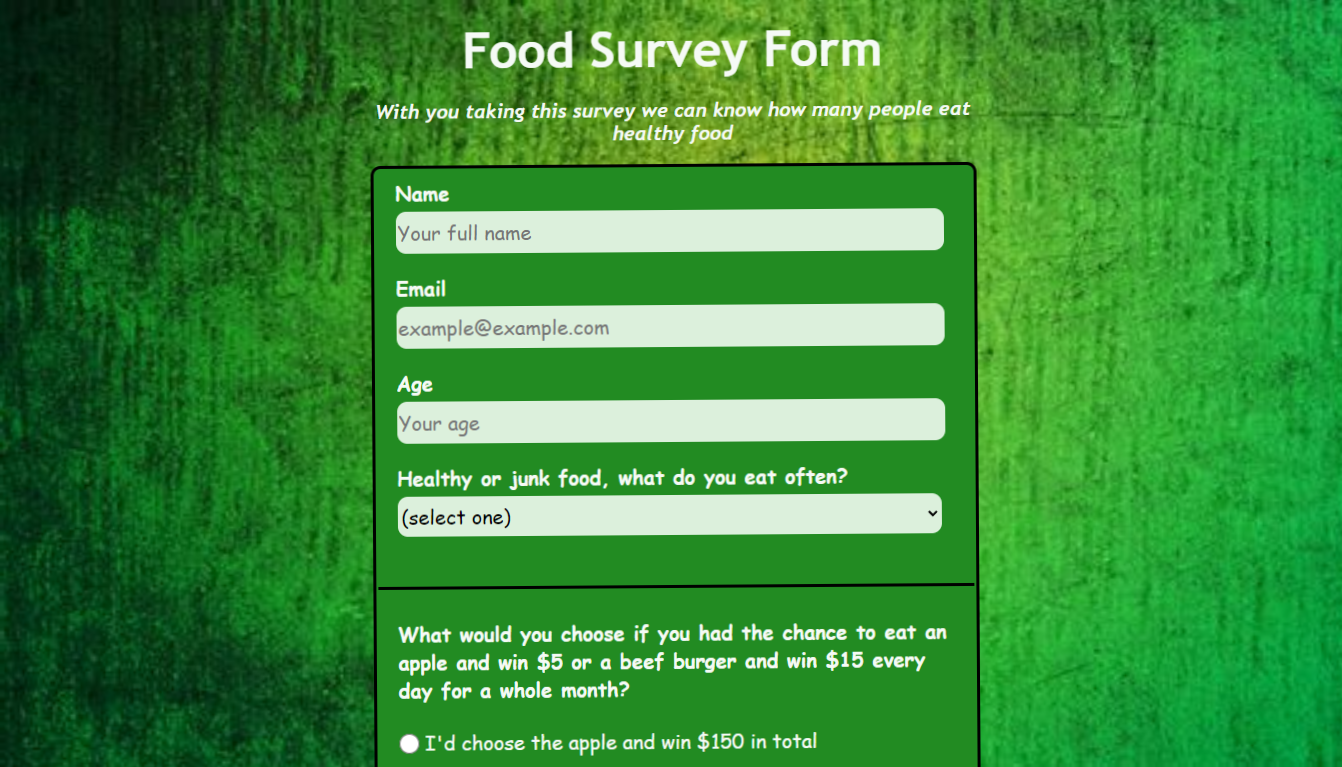 Food Survey Form
With you taking this survey we can know how many people eat
healthy food
Name
Your full name
Email
example@example.com
Age
Your age
Healthy or junk food, what do you eat often?
(select one)
What would you choose if you had the chance to eat an
apple and win $5 or a beef burger and win $15 every
day for a whole month?
I'd choose the apple and win $150 in total